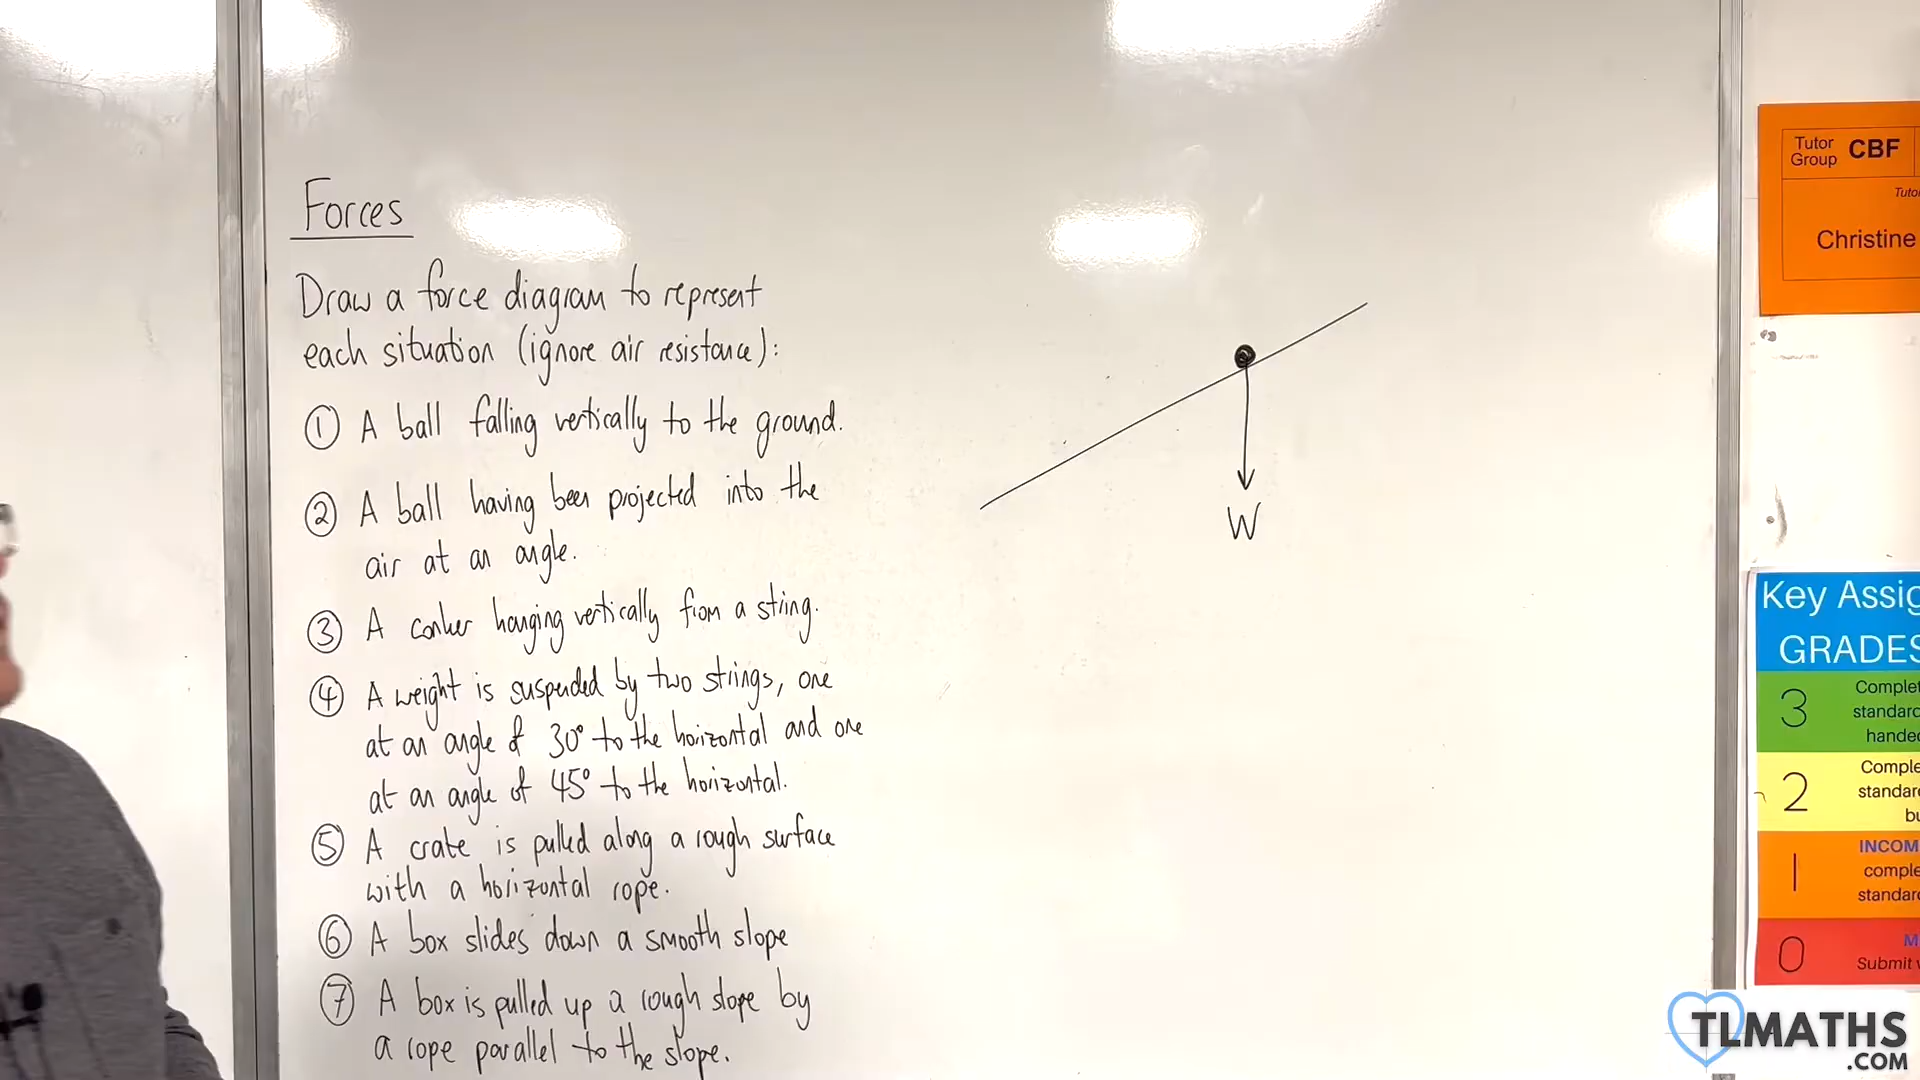 Forces
Draw a force diagram to represent
each situation (ignore air resistance):
① A ball falling vertically to the ground.
② A ball having been projected into the
air at an angle.
③ A conker hanging vertically from a string.
④ A weight is suspended by two strings, one
at an angle of 30° to the horizontal and one
at an angle of 45° to the horizontal.
⑤ A crate is pulled along a rough surface
with a horizontal rope.
⑥ A box slides down a smooth slope
⑦ A box is pulled up a rough slope by
a rope parallel to the slope.
W
Tutor
Group CBF
Tuto
Christine
Key Assig
GRADES
3
Complet
standard
handed
2
Comple
standard
bu
1
INCOM
comple
standard
0
M
Submit w
TLMATHS
.COM